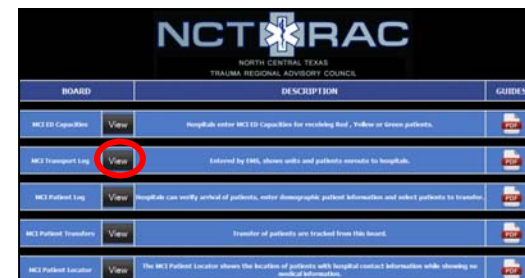 NCT RAC
NORTH CENTRAL TEXAS
TRAUMA REGIONAL ADVISORY COUNCIL
BOARD DESCRIPTION GUIDES
MCI ED Capacities View Hospitals enter MCI ED Capacities for receiving Red , Yellow or Green patients. PDF
MCI Transport Log View Entered by EMS, shows units and patients enroute to hospitals. PDF
MCI Patient Log View Hospitals can verify arrival of patients, enter demographic patient information and select patients to transfer. PDF
MCI Patient Transfers View Transfer of patients are tracked from this board. PDF
MCI Patient Locator View The MCI Patient Locator shows the location of patients with hospital contact information while showing no
medical information. PDF